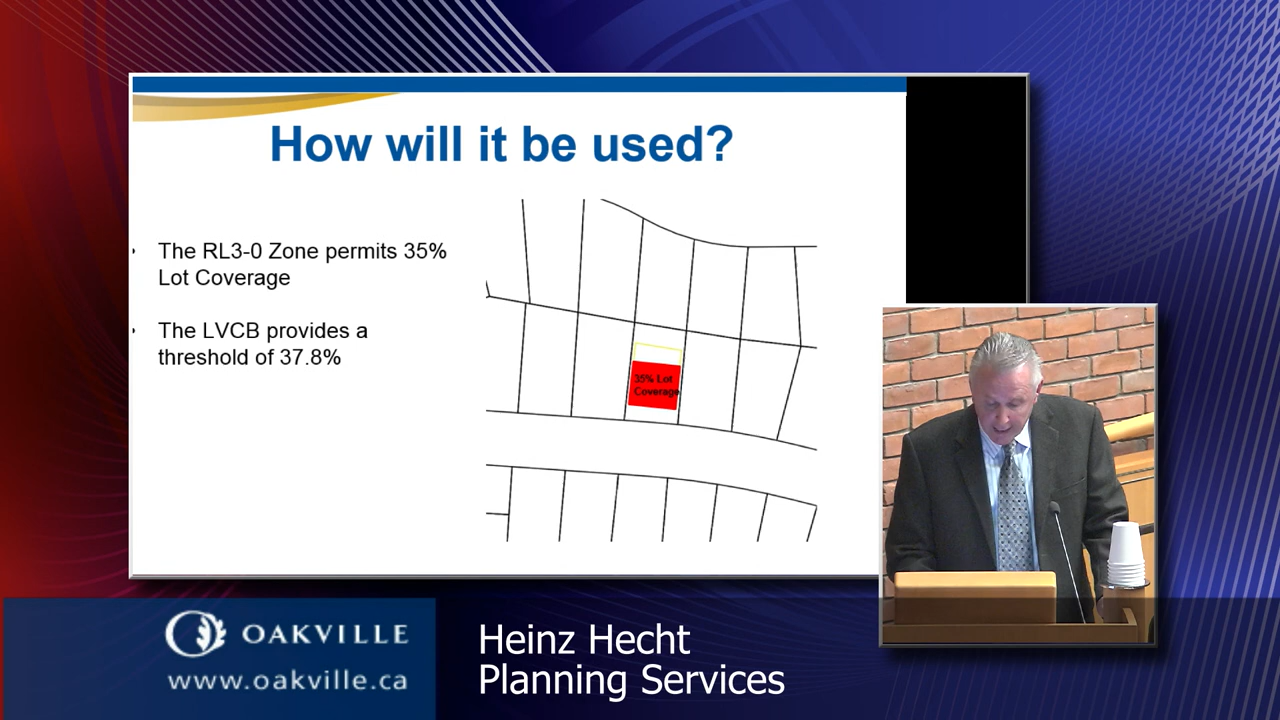 How will it be used?
• The RL3-0 Zone permits 35%
Lot Coverage
• The LVCB provides a
threshold of 37.8%
35% Lot
Coverage
OAKVILLE
www.oakville.ca
Heinz Hecht
Planning Services